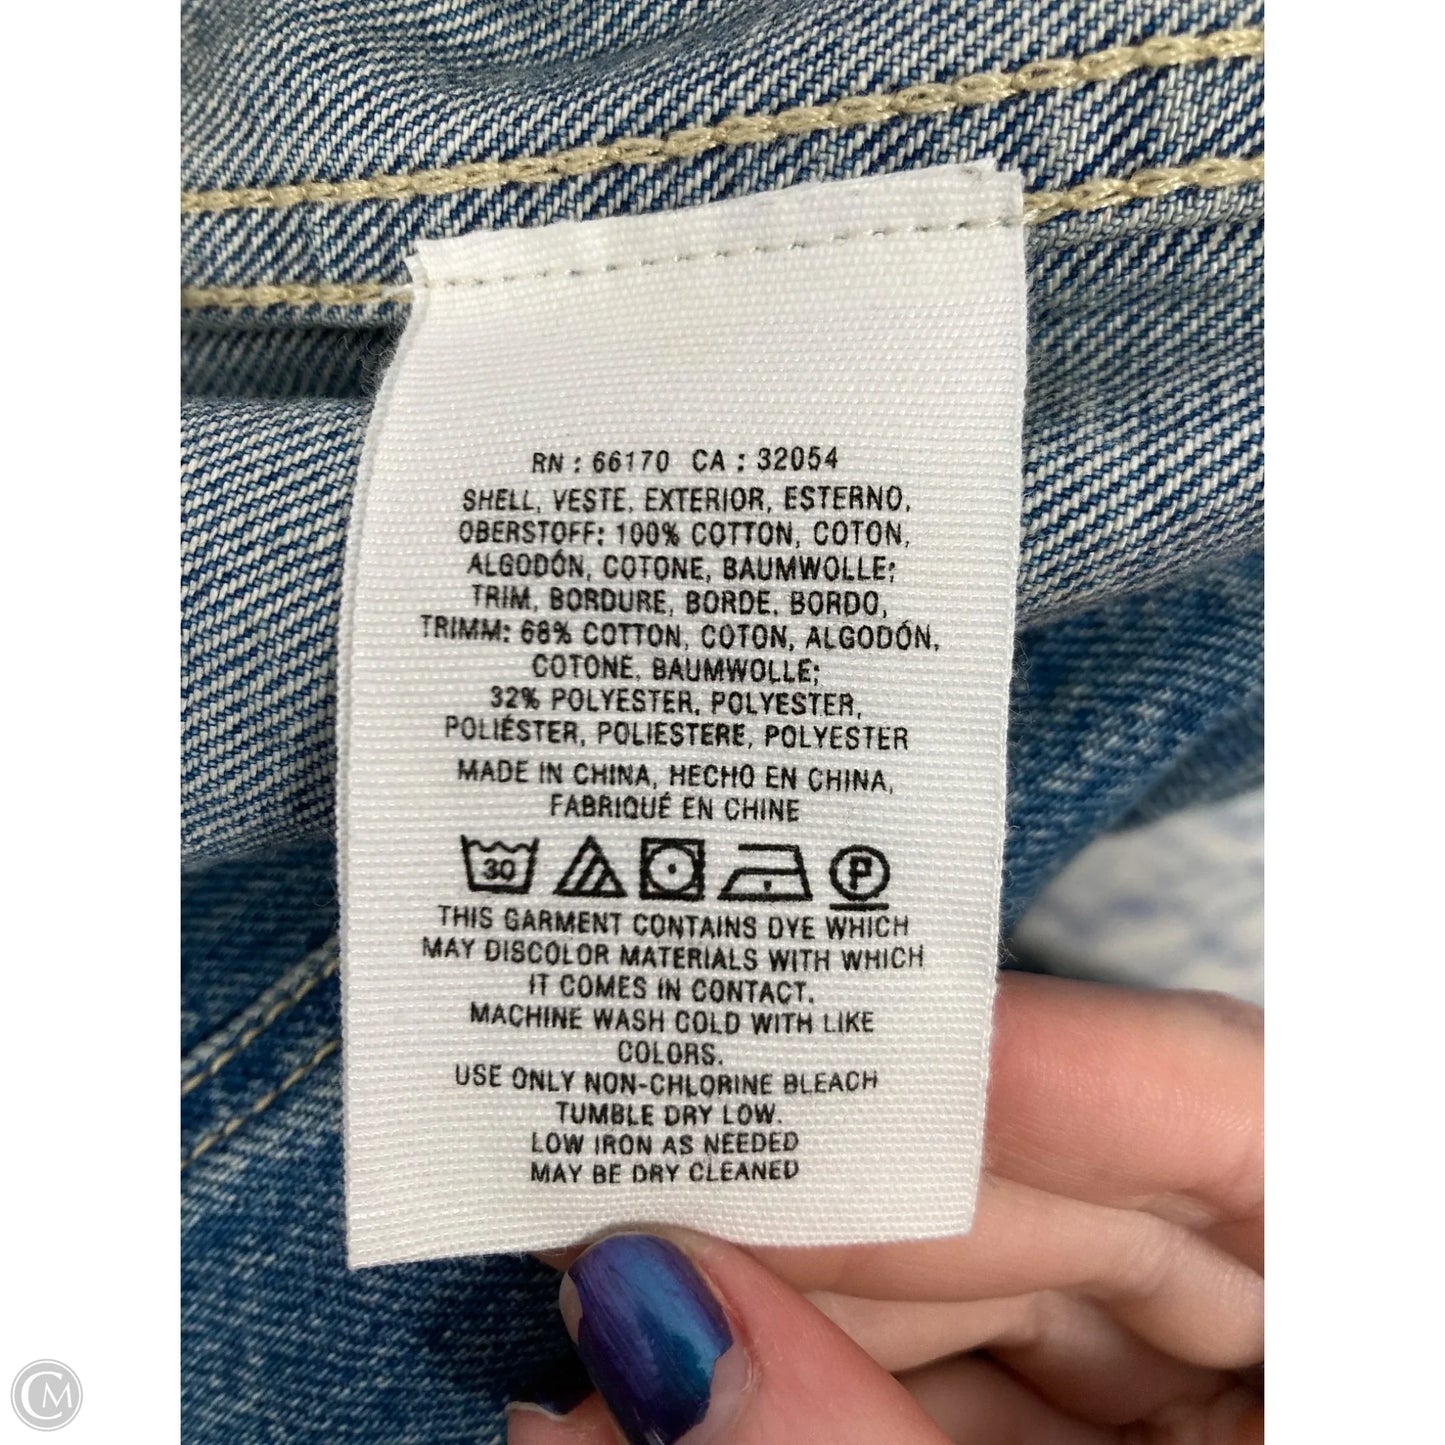 RN : 66170 CA : 32054
SHELL, VESTE, EXTERIOR, ESTERNO,
OBERSTOFF: 100% COTTON, COTON,
ALGODÓN, COTONE, BAUMWOLLE;
TRIM, BORDURE, BORDE, BORDO,
TRIMM: 68% COTTON, COTON, ALGODÓN,
COTONE, BAUMWOLLE;
32% POLYESTER, POLYESTER,
POLIÉSTER, POLIESTERE, POLYESTER
MADE IN CHINA, HECHO EN CHINA,
FABRIQUÉ EN CHINE
30 P
THIS GARMENT CONTAINS DYE WHICH
MAY DISCOLOR MATERIALS WITH WHICH
IT COMES IN CONTACT.
MACHINE WASH COLD WITH LIKE
COLORS.
USE ONLY NON-CHLORINE BLEACH
TUMBLE DRY LOW.
LOW IRON AS NEEDED
MAY BE DRY CLEANED
CM